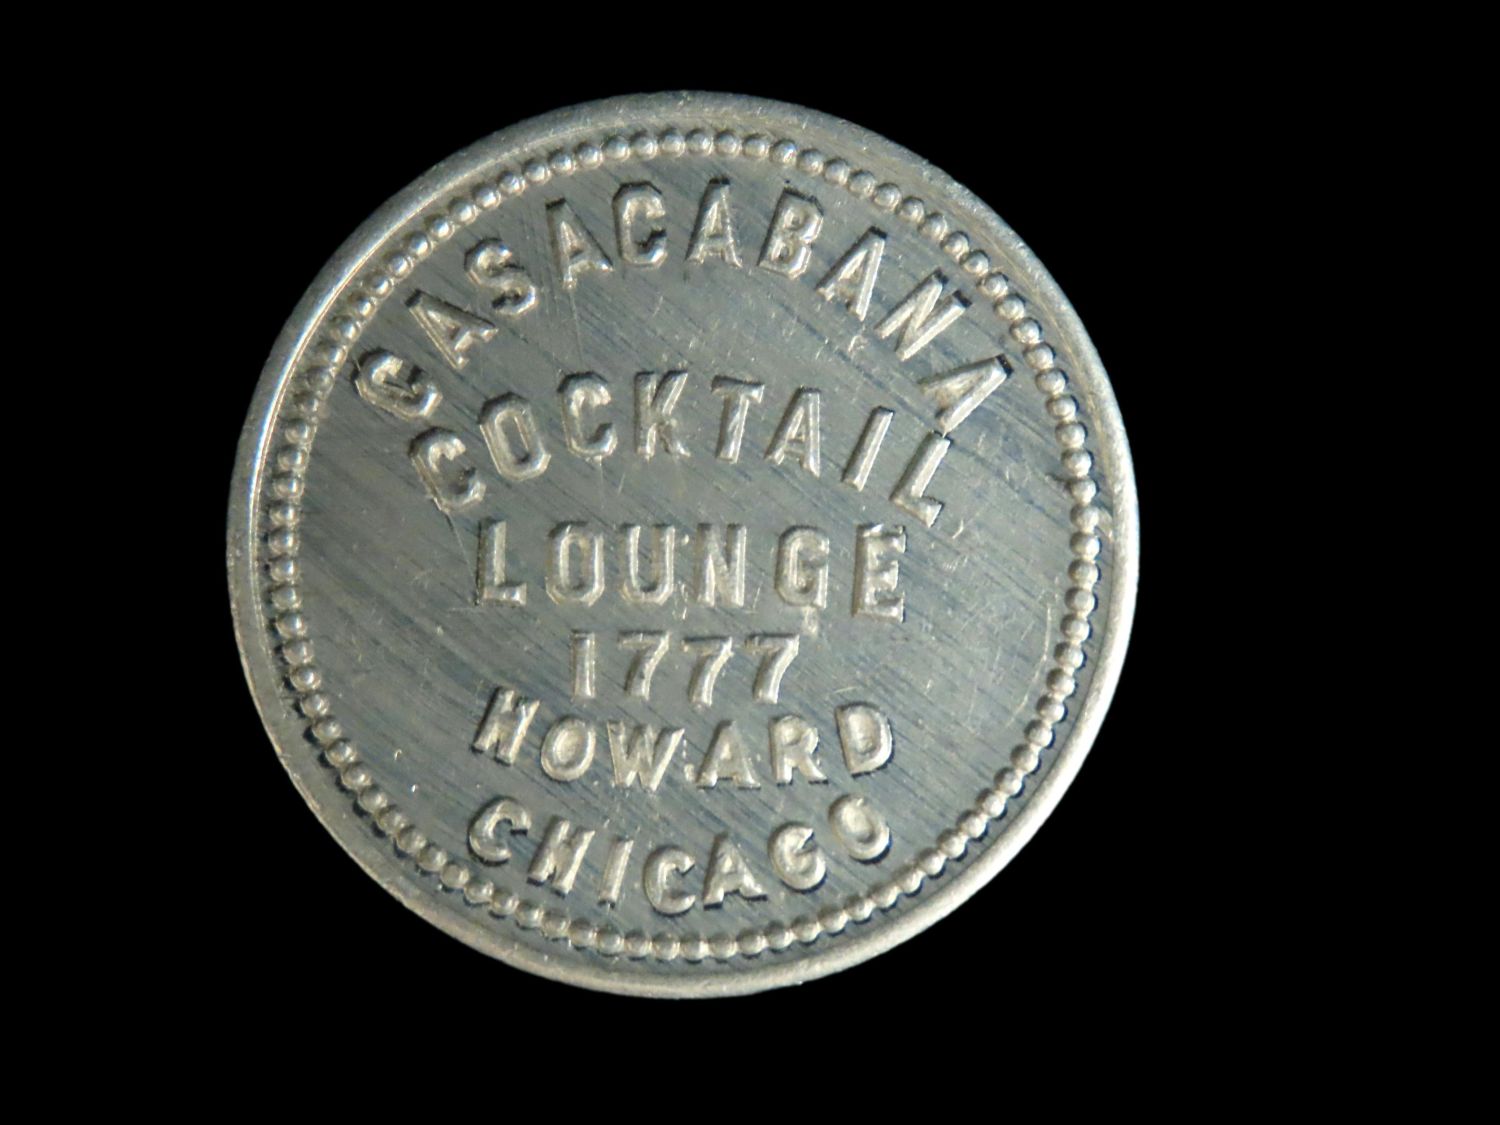 CASACABANA
COCKTAIL
LOUNGE
1777
HOWARD
CHICAGO